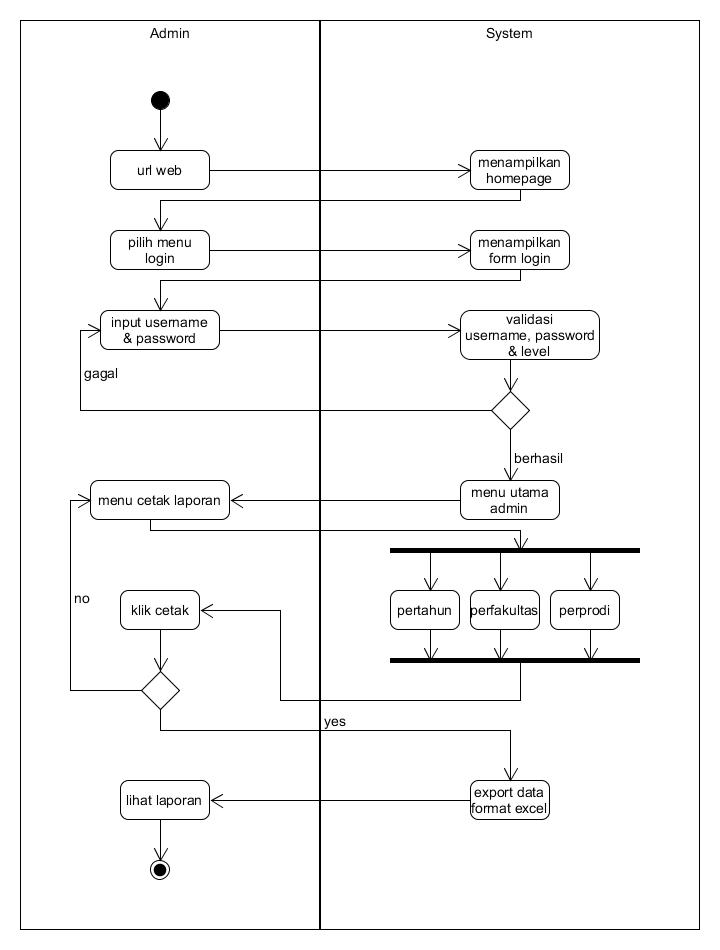 Admin
System
url web
menampilkan
homepage
pilih menu
login
menampilkan
form login
input username
& password
validasi
username, password
& level
gagal
berhasil
menu cetak laporan
menu utama
admin
no
klik cetak
pertahun
perfakultas
perprodi
yes
lihat laporan
export data
format excel